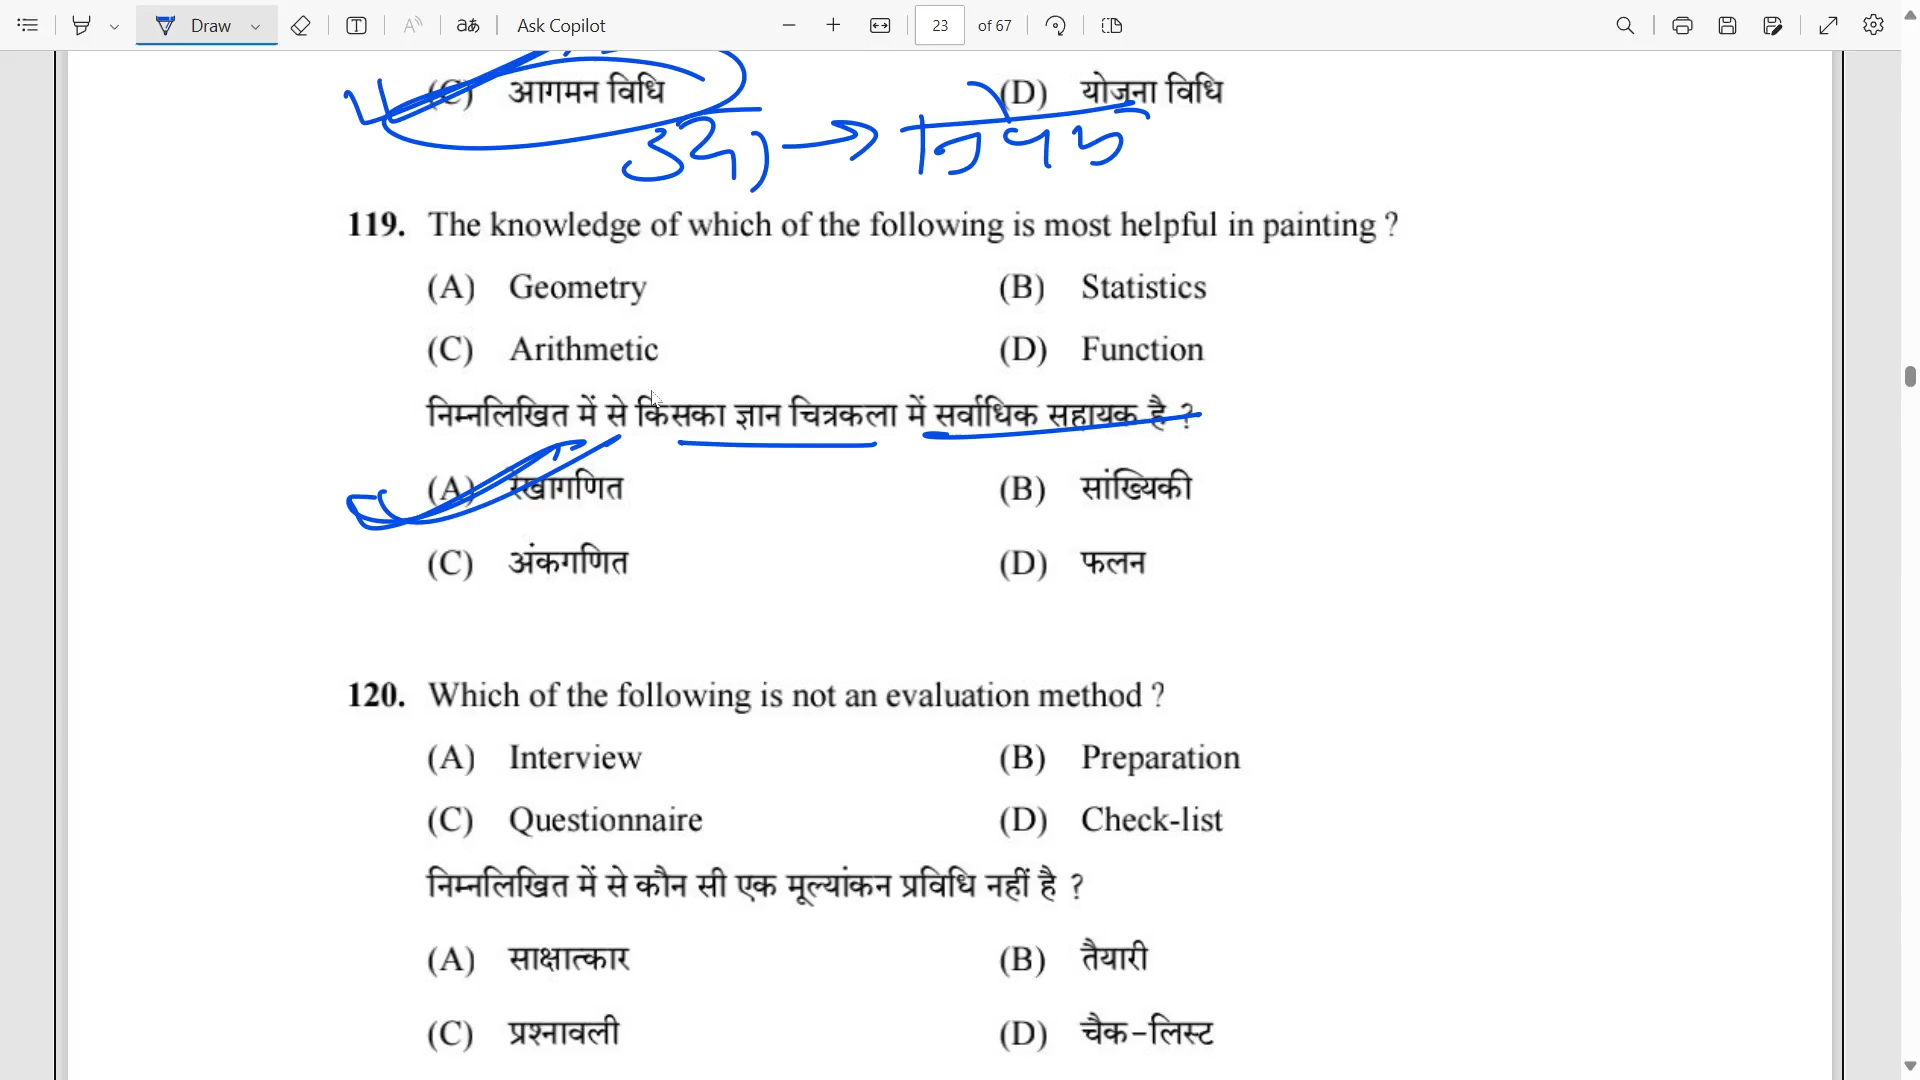 Draw
Ask Copilot
23 of 67
(C) आगमन विधि (D) योजना विधि
119. The knowledge of which of the following is most helpful in painting ?
(A) Geometry (B) Statistics
(C) Arithmetic (D) Function
निम्नलिखित में से किसका ज्ञान चित्रकला में सर्वाधिक सहायक है ?
(A) रेखागणित (B) सांख्यिकी
(C) अंकगणित (D) फलन
120. Which of the following is not an evaluation method ?
(A) Interview (B) Preparation
(C) Questionnaire (D) Check-list
निम्नलिखित में से कौन सी एक मूल्यांकन प्रविधि नहीं है ?
(A) साक्षात्कार (B) तैयारी
(C) प्रश्नावली (D) चैक-लिस्ट